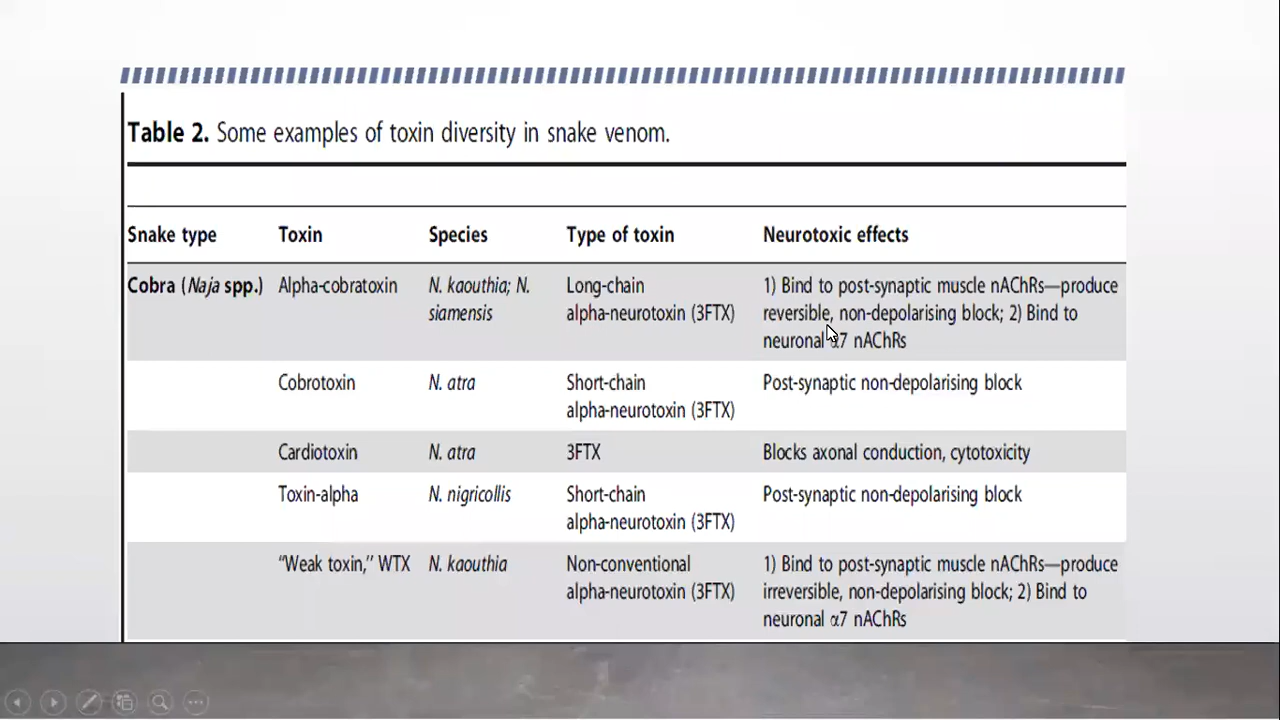 Table 2. Some examples of toxin diversity in snake venom.
Snake type Toxin Species Type of toxin Neurotoxic effects
Cobra (Naja spp.) Alpha-cobratoxin N. kaouthia; N. siamensis Long-chain alpha-neurotoxin (3FTX) 1) Bind to post-synaptic muscle nAChRs—produce reversible, non-depolarising block; 2) Bind to neuronal α7 nAChRs
Cobrotoxin N. atra Short-chain alpha-neurotoxin (3FTX) Post-synaptic non-depolarising block
Cardiotoxin N. atra 3FTX Blocks axonal conduction, cytotoxicity
Toxin-alpha N. nigricollis Short-chain alpha-neurotoxin (3FTX) Post-synaptic non-depolarising block
“Weak toxin,’’ WTX N. kaouthia Non-conventional alpha-neurotoxin (3FTX) 1) Bind to post-synaptic muscle nAChRs—produce irreversible, non-depolarising block; 2) Bind to neuronal α7 nAChRs